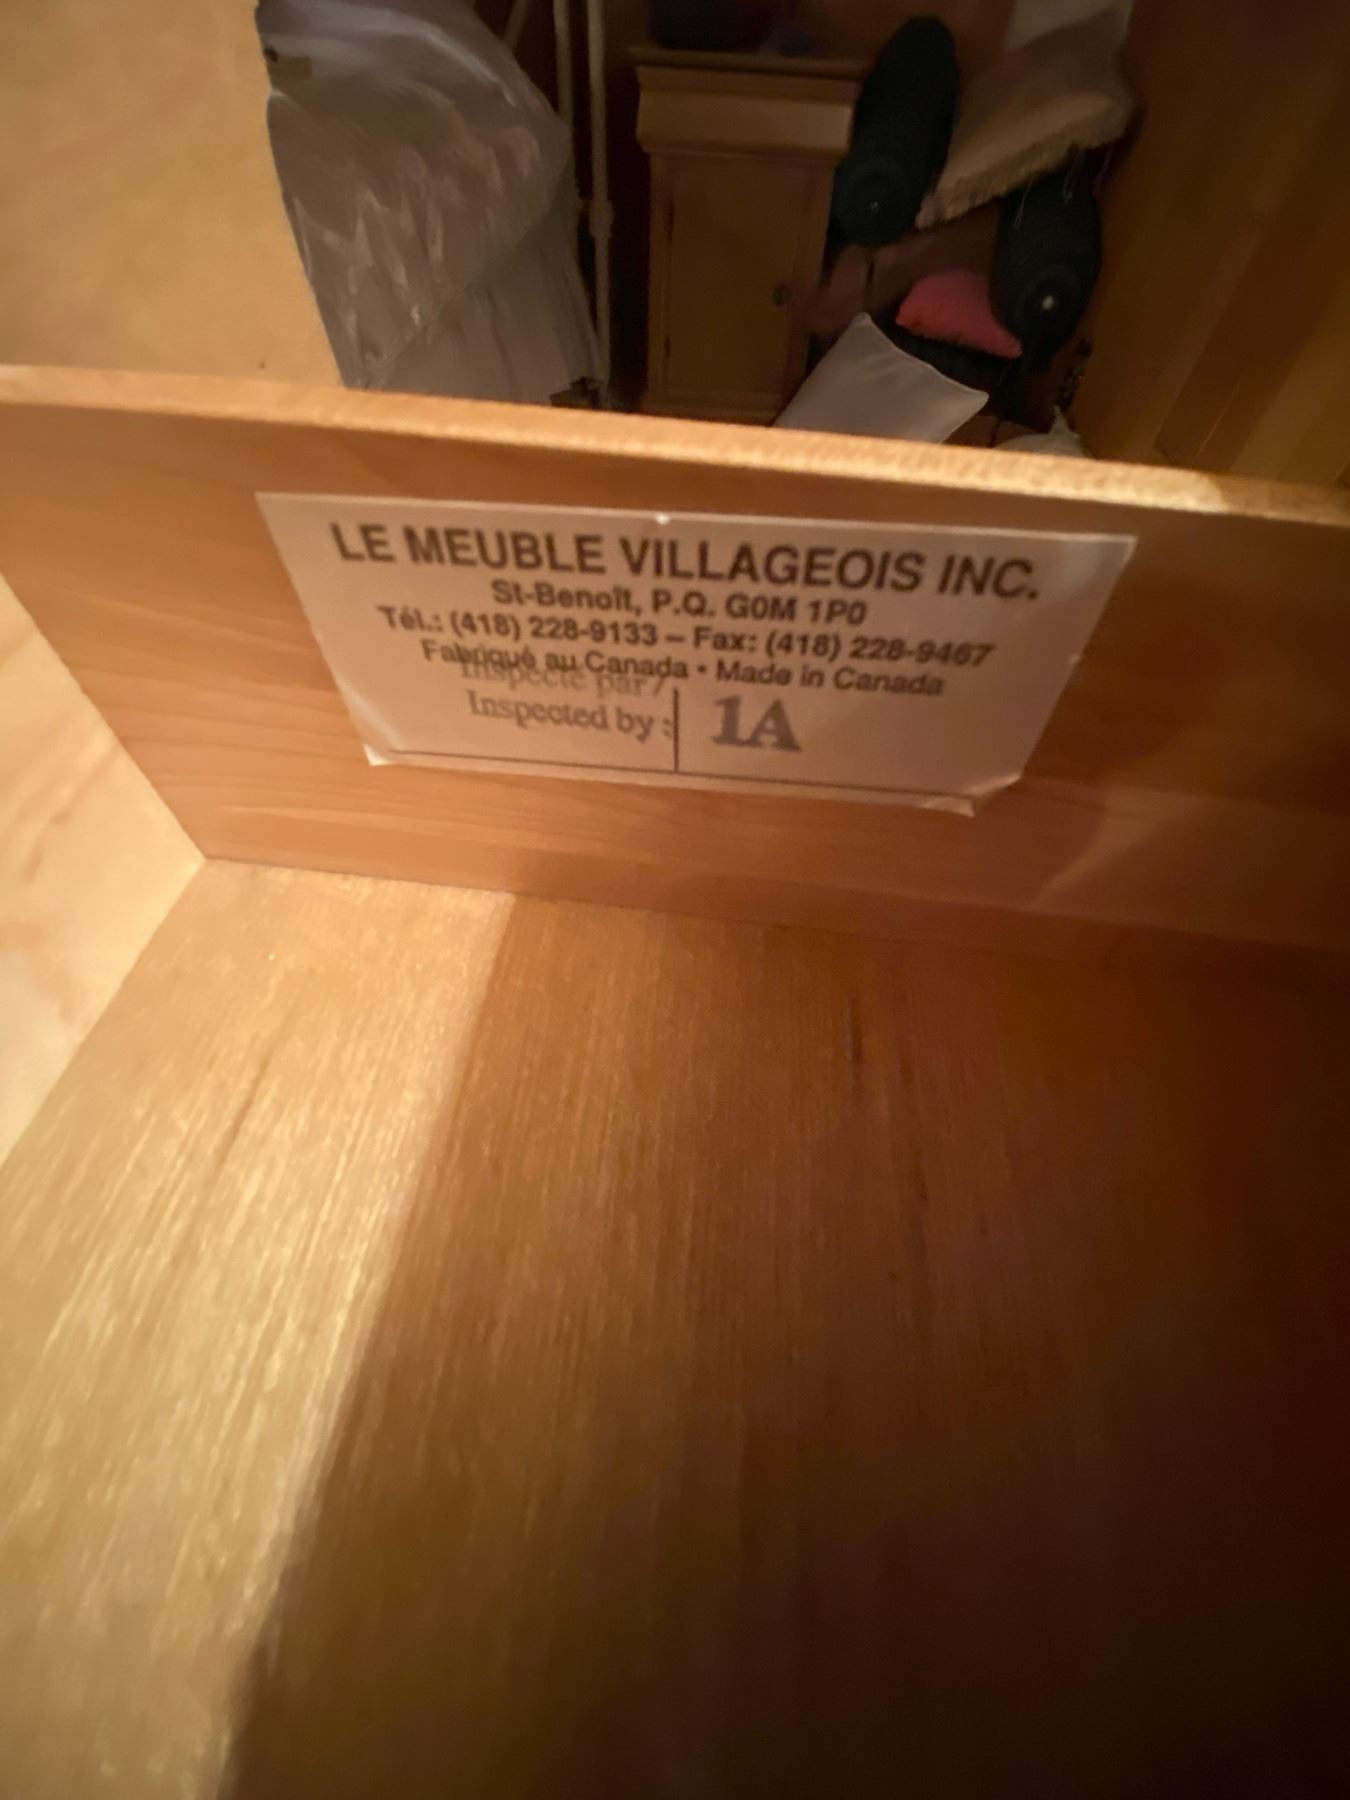 LE MEUBLE VILLAGEOIS INC.
St-Benoît, P.Q. G0M 1P0
Tél.: (418) 228-9133 – Fax: (418) 228-9467
Fabriqué au Canada • Made in Canada
Inspecté par /
Inspected by : 1A